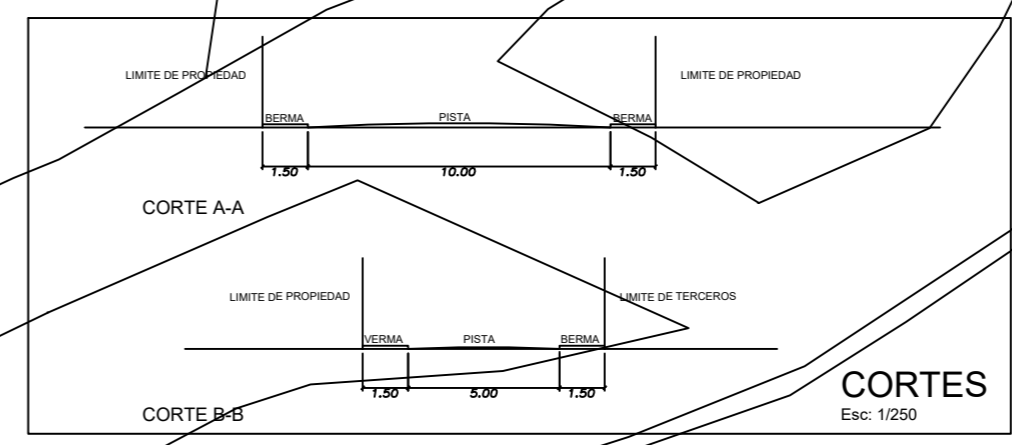 LIMITE DE PROPIEDAD LIMITE DE PROPIEDAD
BERMA PISTA BERMA
1.50 10.00 1.50
CORTE A-A
LIMITE DE PROPIEDAD LIMITE DE TERCEROS
VERMA PISTA BERMA
1.50 5.00 1.50
CORTE B-B
CORTES
Esc: 1/250